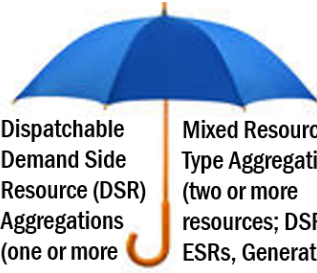 Dispatchable
Demand Side
Resource (DSR)
Aggregations
(one or more
Mixed Resourc
Type Aggregati
(two or more
resources; DSF
ESRs, Generat